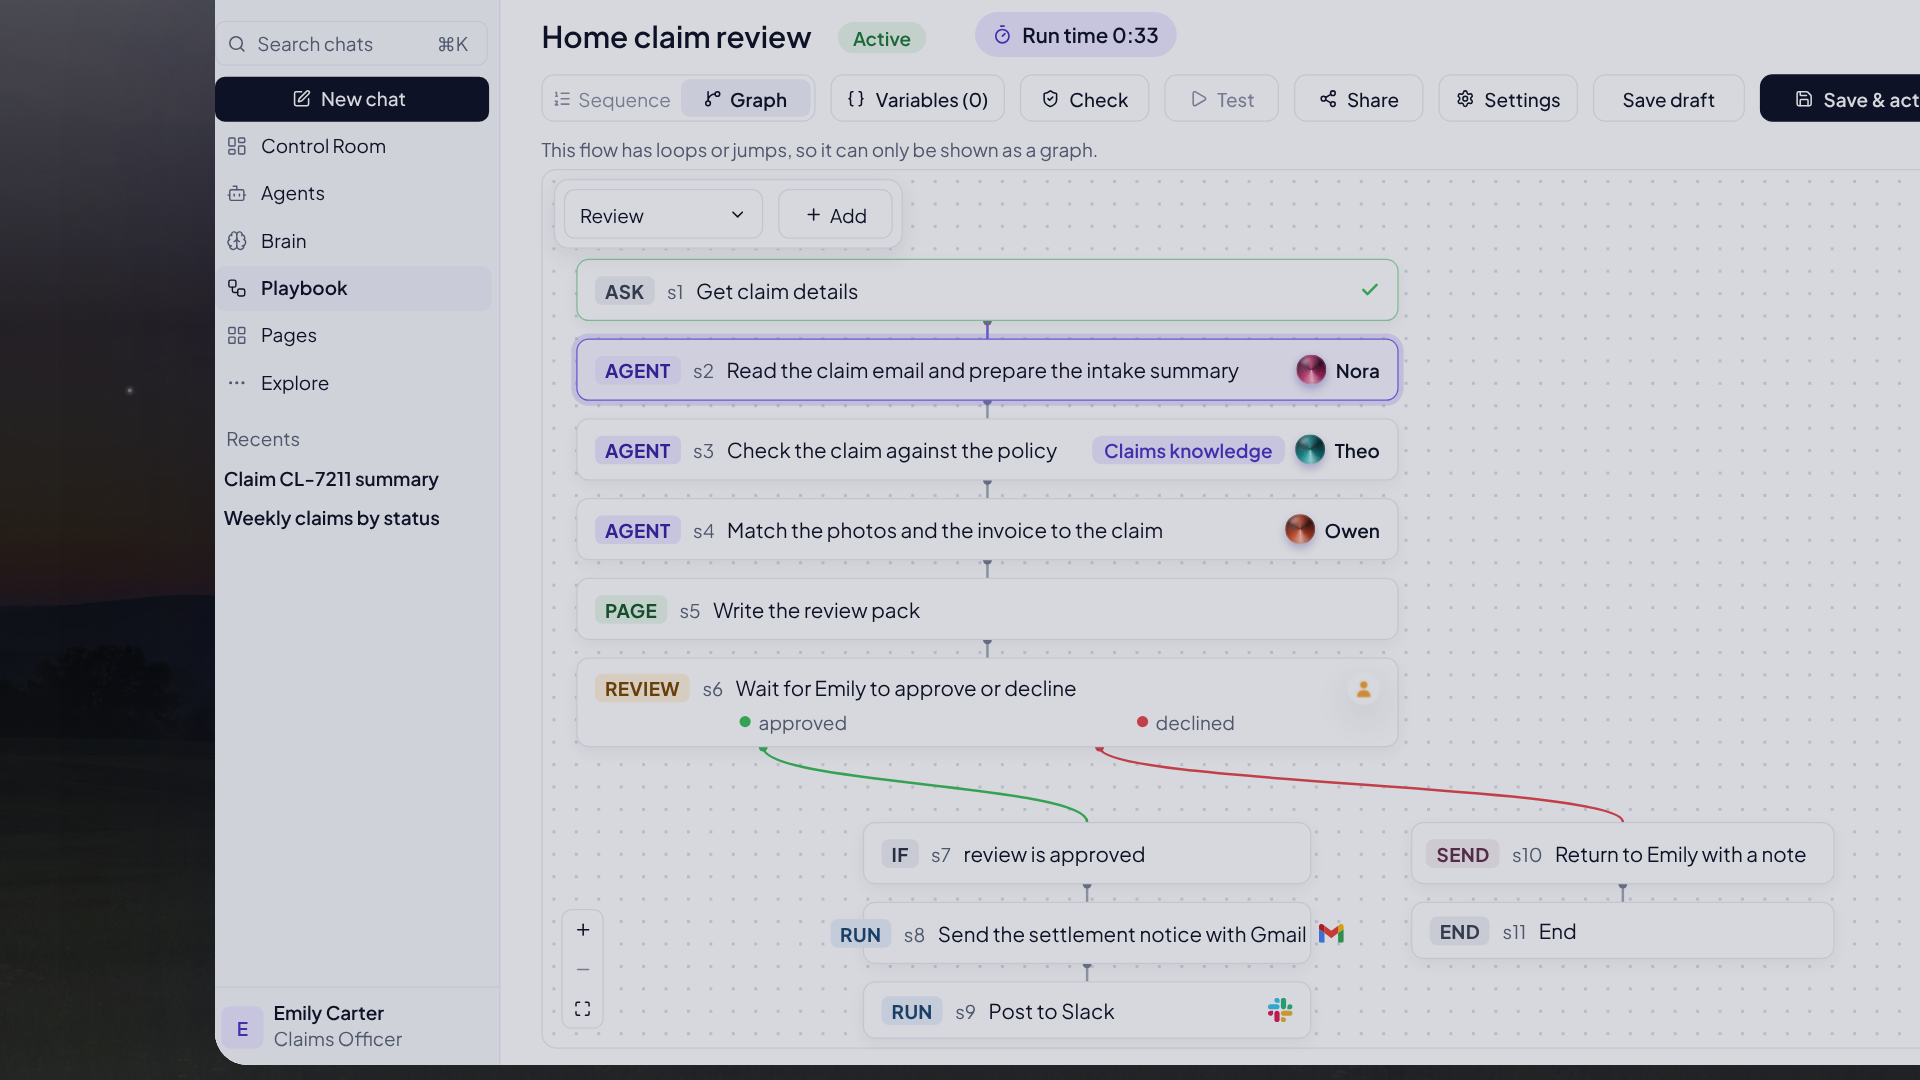 Search chats ⌘K
New chat
Control Room
Agents
Brain
Playbook
Pages
Explore
Recents
Claim CL-7211 summary
Weekly claims by status
E
Emily Carter
Claims Officer
Home claim review
Active
Run time 0:33
Sequence
Graph
{} Variables (0)
Check
Test
Share
Settings
Save draft
Save & act
This flow has loops or jumps, so it can only be shown as a graph.
Review
+ Add
ASK s1 Get claim details
AGENT s2 Read the claim email and prepare the intake summary Nora
AGENT s3 Check the claim against the policy Claims knowledge Theo
AGENT s4 Match the photos and the invoice to the claim Owen
PAGE s5 Write the review pack
REVIEW s6 Wait for Emily to approve or decline
approved declined
IF s7 review is approved
SEND s10 Return to Emily with a note
RUN s8 Send the settlement notice with Gmail
END s11 End
RUN s9 Post to Slack